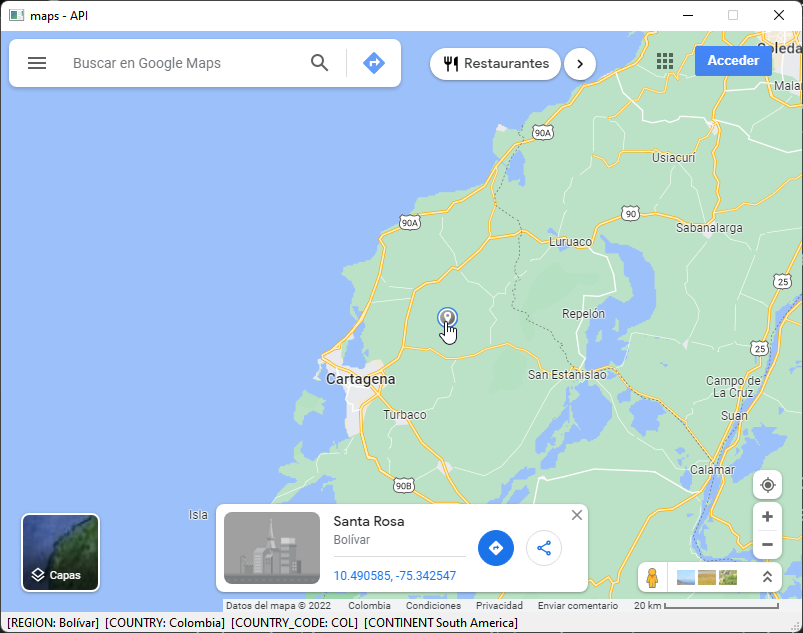 maps - API
Buscar en Google Maps
Restaurantes
Acceder
Soleda
Malar
90A
Usiacurí
90A
90
Sabanalarga
Luruaco
25
Repelón
25
Cartagena
San Estanislao
Campo de
La Cruz
Turbaco
Suan
Calamar
90B
Isla
Santa Rosa
Bolívar
10.490585, -75.342547
Capas
Datos del mapa © 2022 Colombia Condiciones Privacidad Enviar comentario 20 km
[REGION: Bolívar] [COUNTRY: Colombia] [COUNTRY_CODE: COL] [CONTINENT South America]